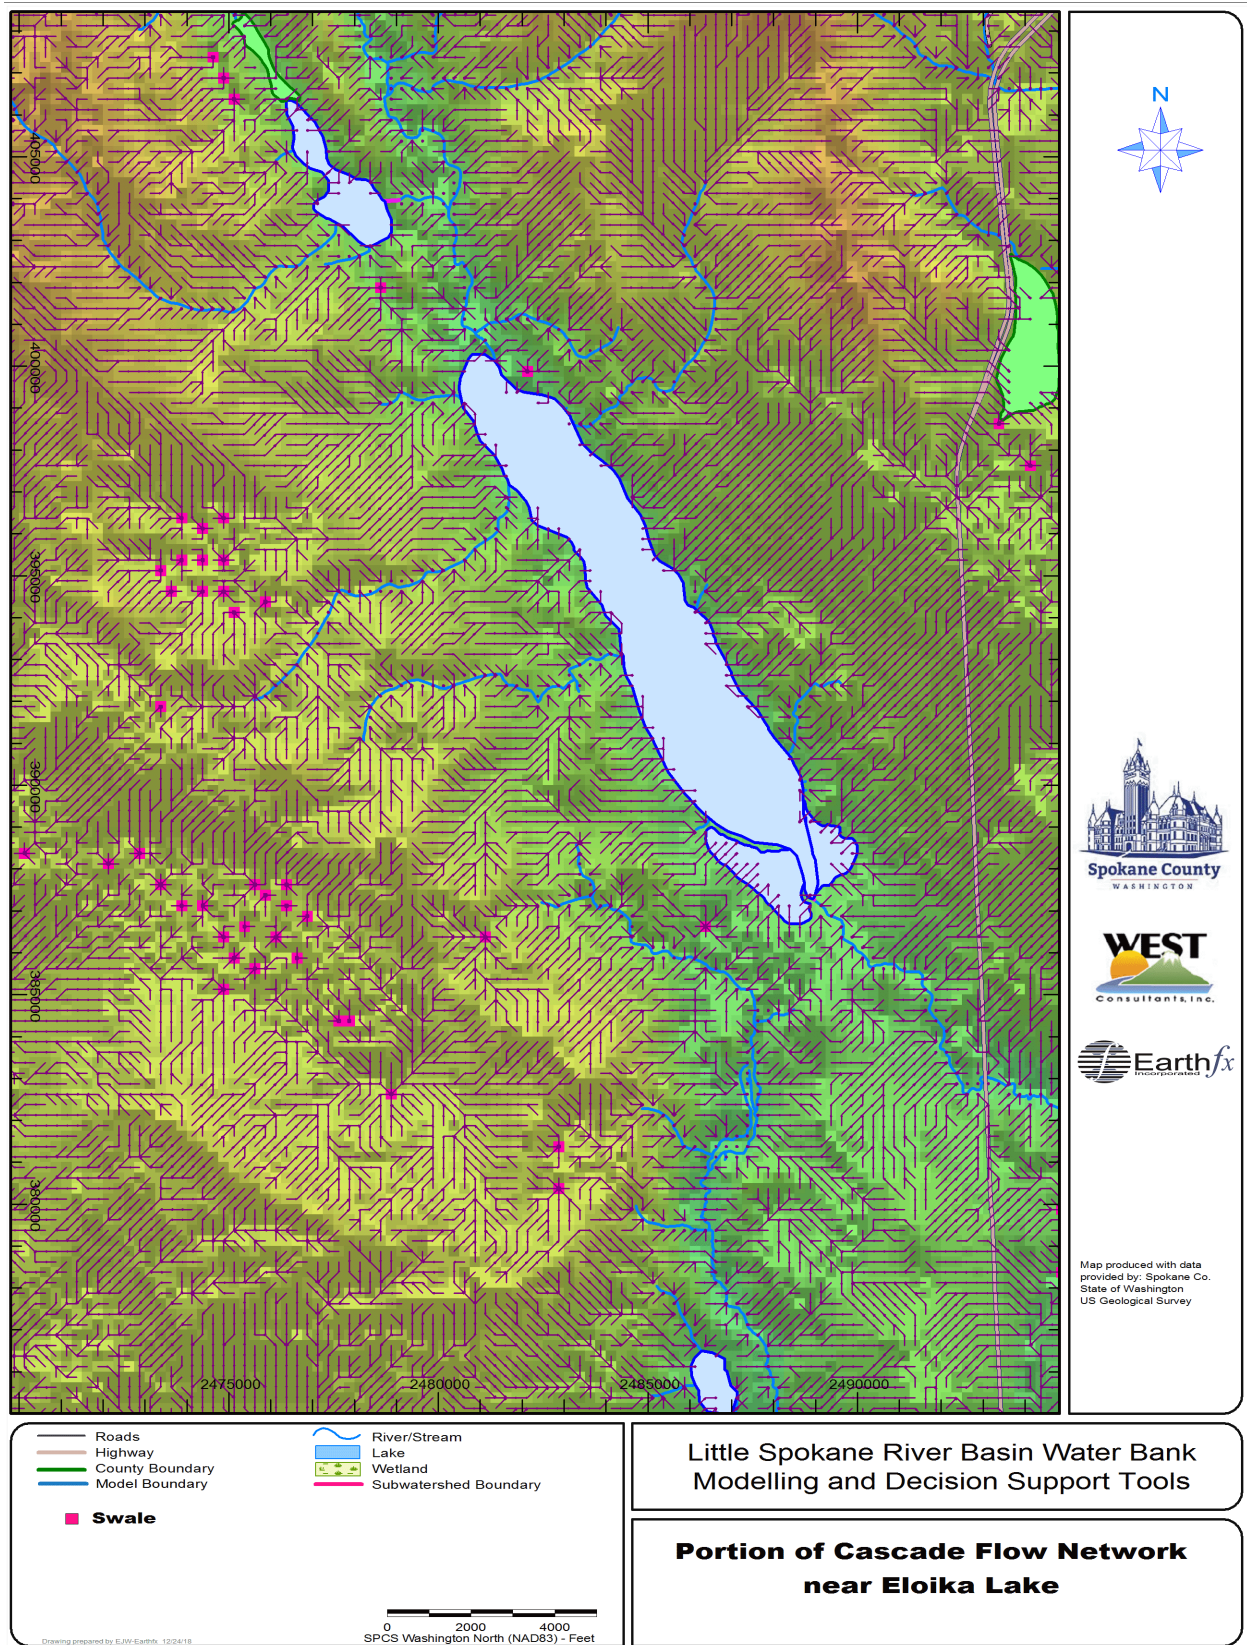 N
405000
400000
395000
390000
385000
380000
2475000
2480000
2485000
2490000
Spokane County
WASHINGTON
WEST
Consultants, Inc.
Earthfx
Incorporated
Map produced with data
provided by: Spokane Co.
State of Washington
US Geological Survey
Roads
Highway
County Boundary
Model Boundary
River/Stream
Lake
Wetland
Subwatershed Boundary
Swale
0 2000 4000
SPCS Washington North (NAD83) - Feet
Drawing prepared by EJW-Earthfx 12/24/18
Little Spokane River Basin Water Bank
Modelling and Decision Support Tools
Portion of Cascade Flow Network
near Eloika Lake